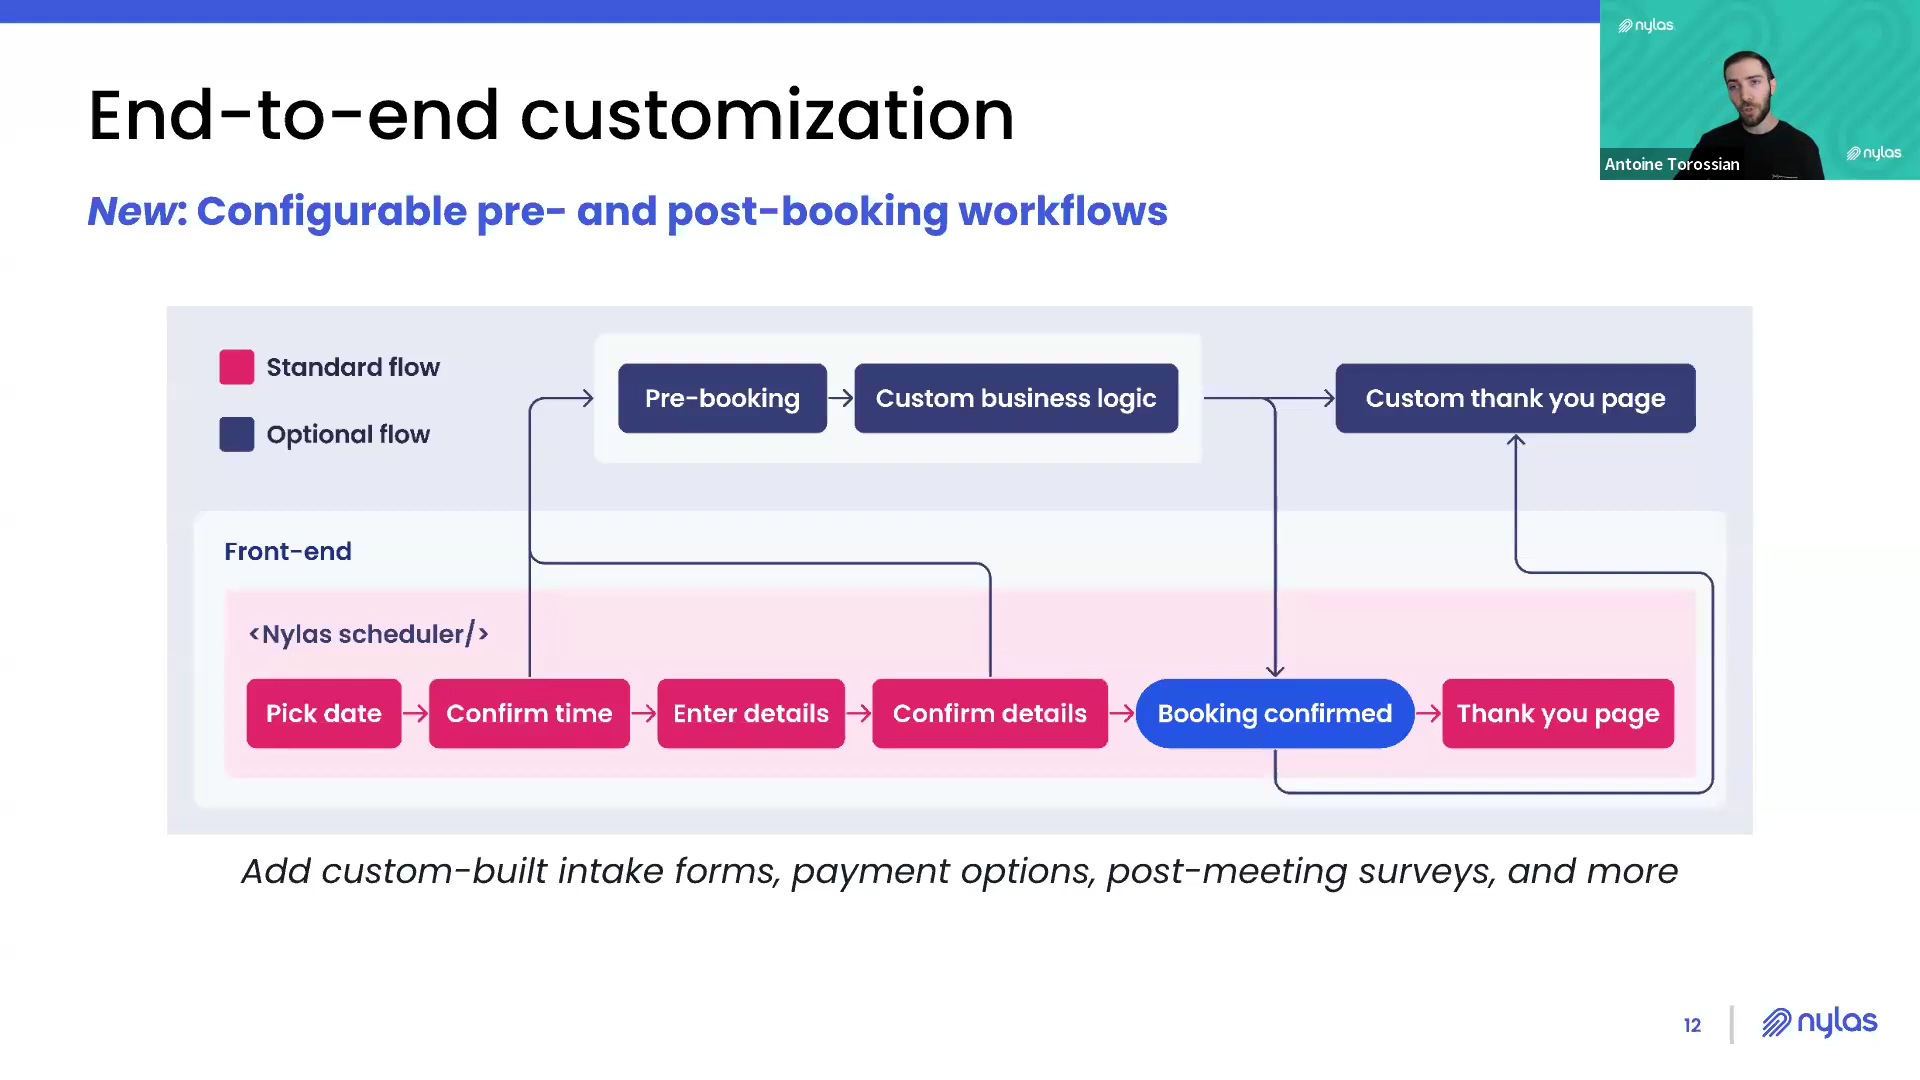 nylas
nylas
Antoine Torossian
End-to-end customization
New: Configurable pre- and post-booking workflows
Standard flow
Optional flow
Pre-booking
Custom business logic
Custom thank you page
Front-end
<Nylas scheduler/>
Pick date
Confirm time
Enter details
Confirm details
Booking confirmed
Thank you page
Add custom-built intake forms, payment options, post-meeting surveys, and more
12
nylas